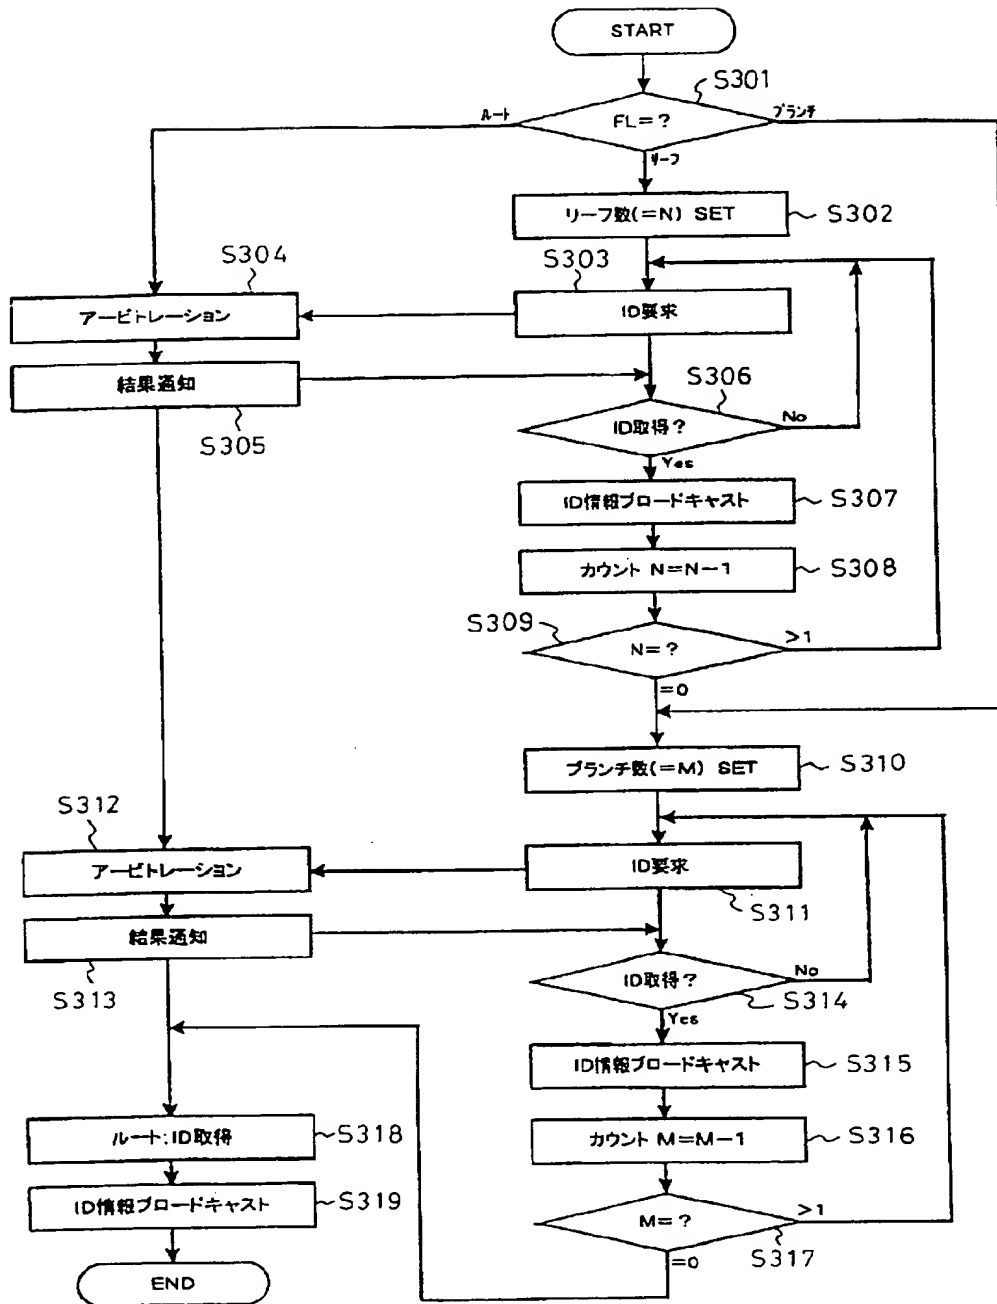 START
S301
ルート
FL=?
ブランチ
リーフ
リーフ数(=N) SET
S302
S304
S303
アービトレーション
ID要求
結果通知
S306
S305
ID取得?
No
Yes
ID情報ブロードキャスト
S307
カウント N=N-1
S308
S309
N=?
>1
=0
ブランチ数(=M) SET
S310
S312
アービトレーション
ID要求
S311
結果通知
S313
ID取得?
No
S314
Yes
ID情報ブロードキャスト
S315
ルート:ID取得
S318
カウント M=M-1
S316
ID情報ブロードキャスト
S319
M=?
>1
S317
=0
END